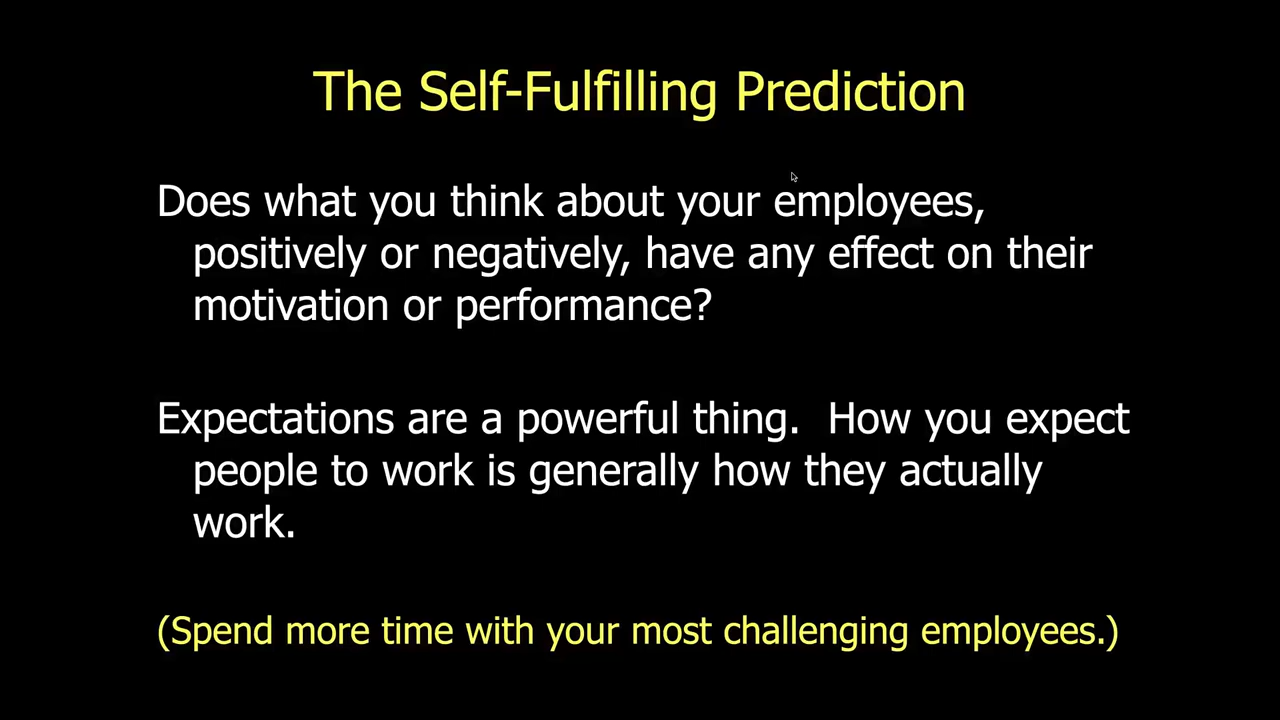 The Self-Fulfilling Prediction
Does what you think about your employees,
positively or negatively, have any effect on their
motivation or performance?
Expectations are a powerful thing.  How you expect
people to work is generally how they actually
work.
(Spend more time with your most challenging employees.)